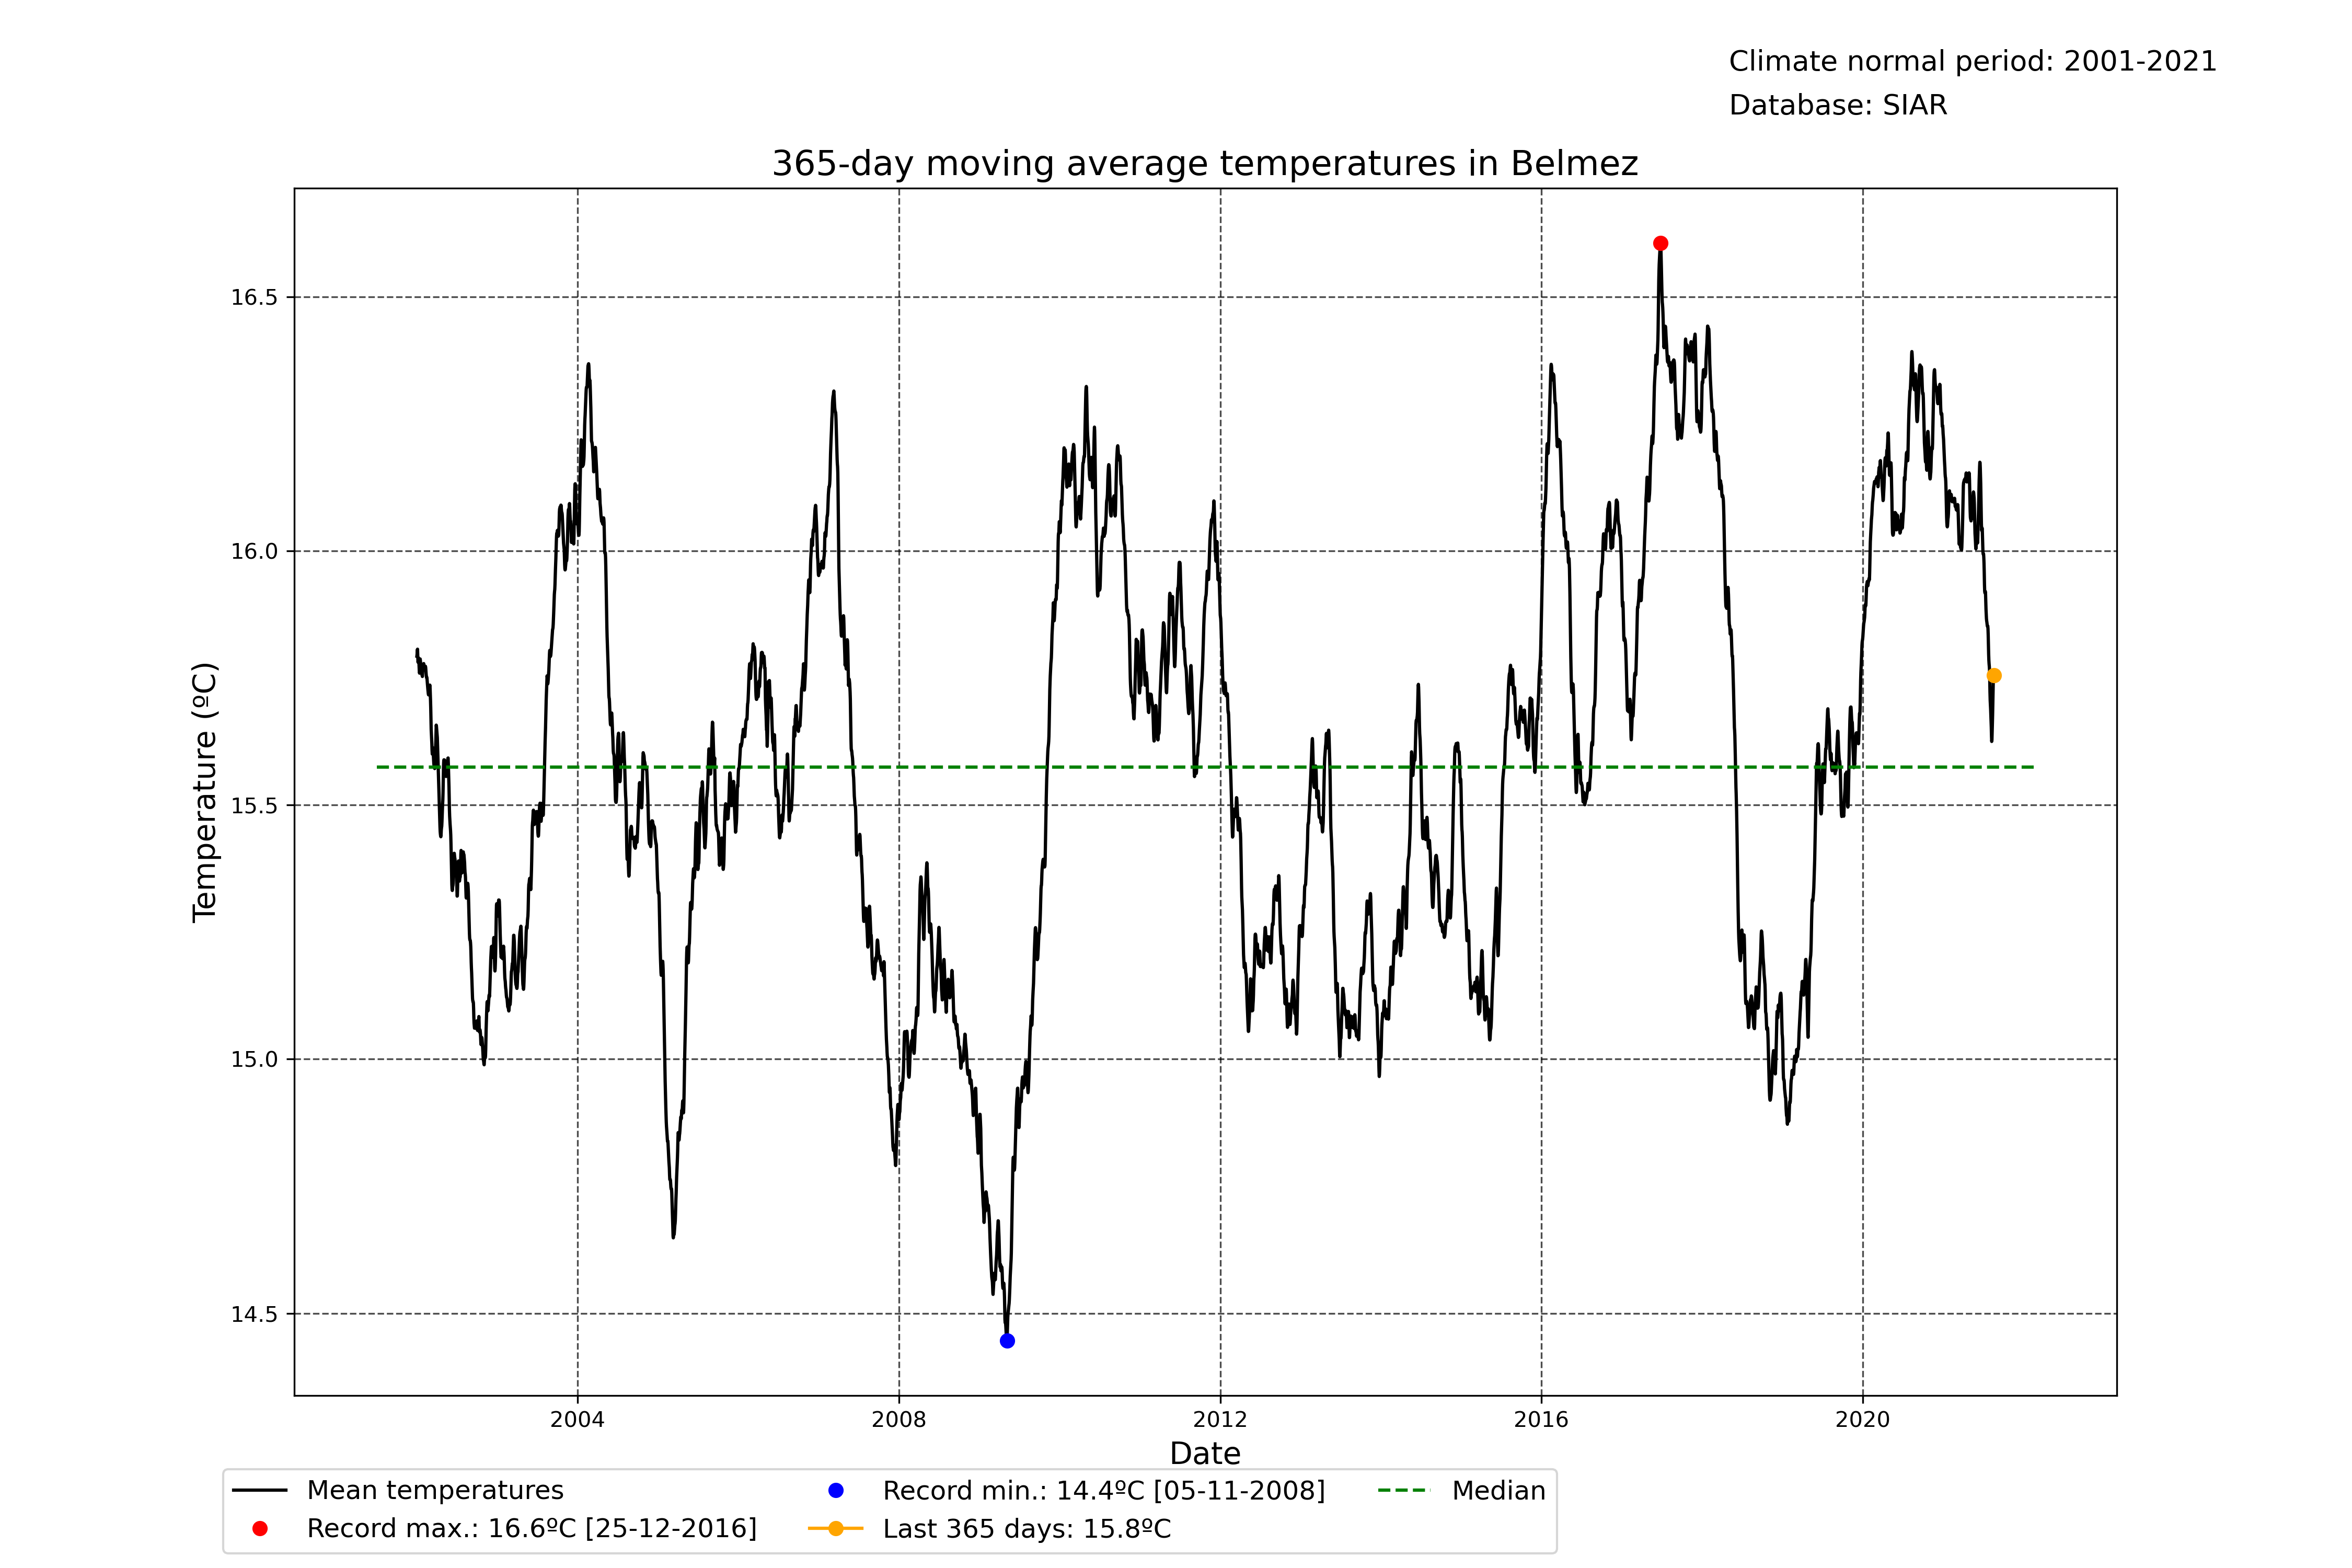 Climate normal period: 2001-2021
Database: SIAR
365-day moving average temperatures in Belmez
Temperature (ºC)
16.5
16.0
15.5
15.0
14.5
2004 2008 2012 2016 2020
Date
Mean temperatures
Record max.: 16.6ºC [25-12-2016]
Record min.: 14.4ºC [05-11-2008]
Last 365 days: 15.8ºC
Median